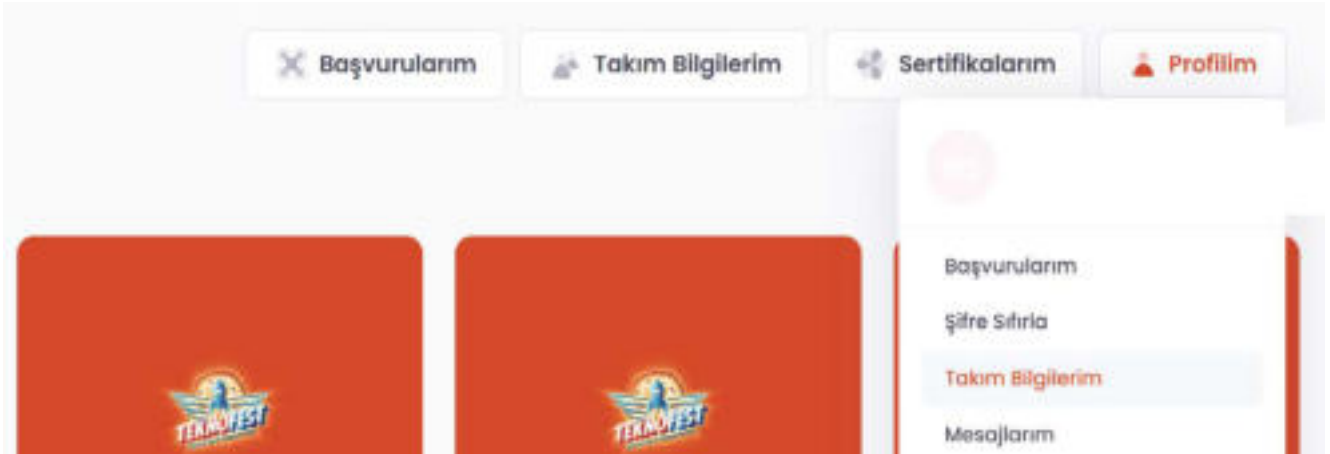 Başvurularım
Takım Bilgilerim
Sertifikalarım
Profilim
Başvurularım
Şifre Sıfırla
Takım Bilgilerim
Mesajlarım
TEKNOFEST
TEKNOFEST